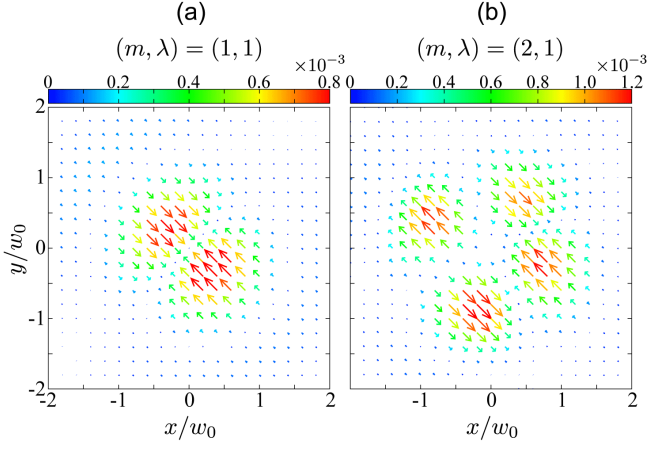 (a) (b)
(m, λ) = (1, 1) (m, λ) = (2, 1)
×10⁻³ ×10⁻³
0 0.2 0.4 0.6 0.8 0 0.2 0.4 0.6 0.8 1.0 1.2
2
1
0
-1
-2
y/w₀
-2 -1 0 1 2 -1 0 1 2
x/w₀ x/w₀